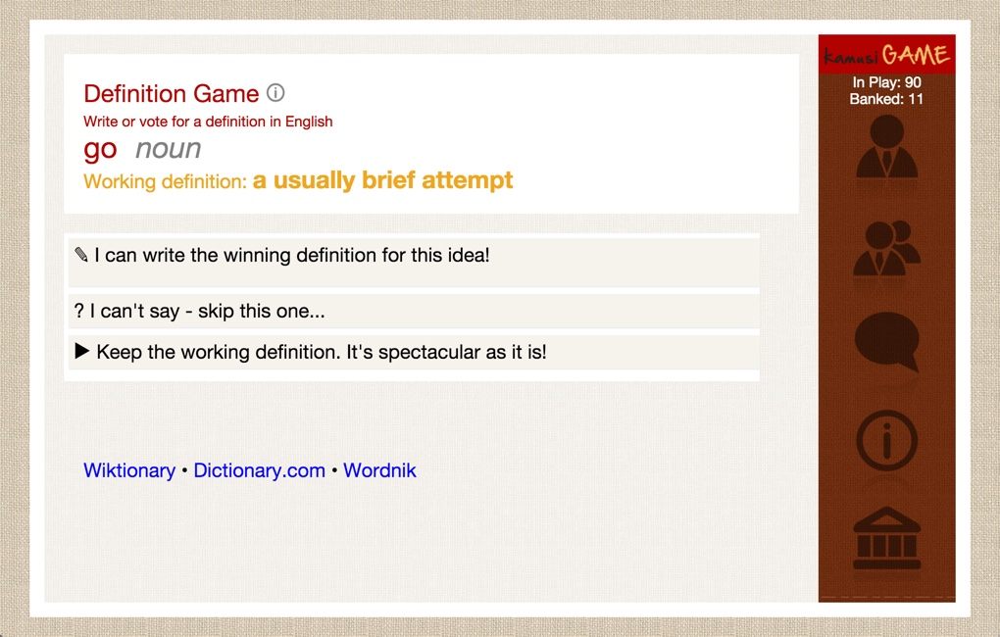 kamusi GAME
In Play: 90
Banked: 11
Definition Game
Write or vote for a definition in English
go noun
Working definition: a usually brief attempt
✎ I can write the winning definition for this idea!
? I can't say - skip this one...
▶ Keep the working definition. It's spectacular as it is!
Wiktionary • Dictionary.com • Wordnik